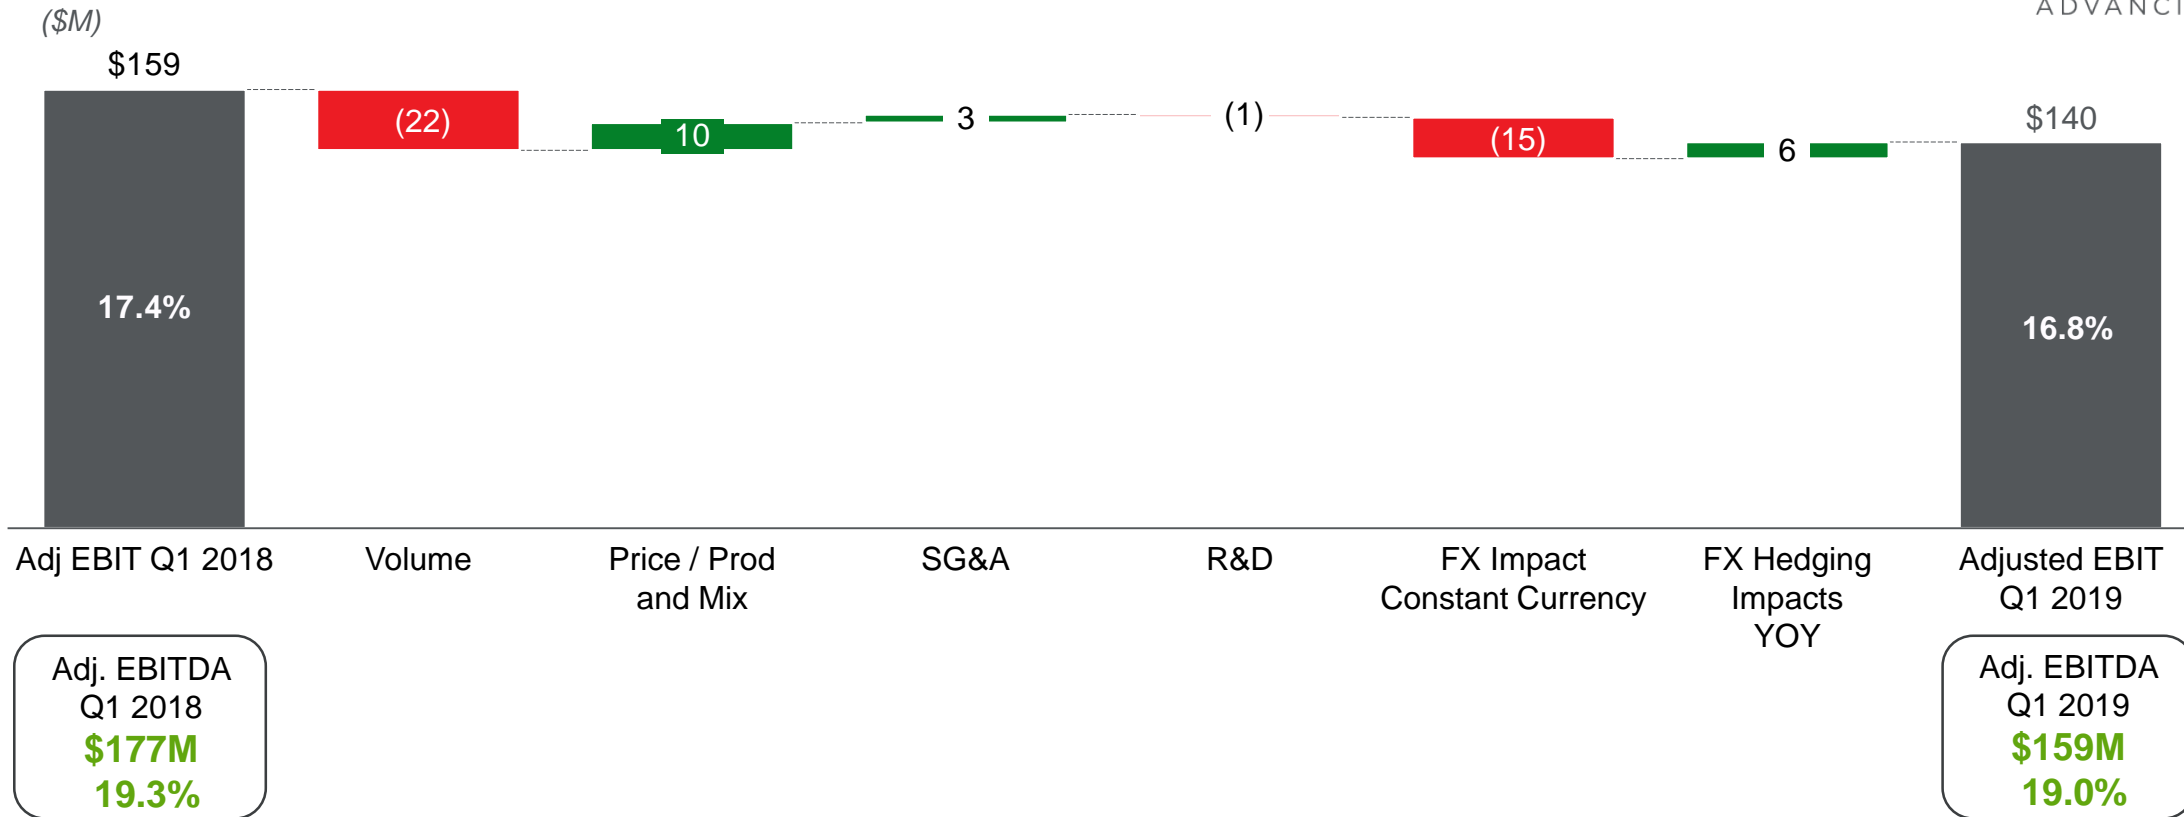 ADVANCI
($M)
$159
(22)
10
3
(1)
(15)
6
$140
17.4%
16.8%
Adj EBIT Q1 2018
Volume
Price / Prod
and Mix
SG&A
R&D
FX Impact
Constant Currency
FX Hedging
Impacts
YOY
Adjusted EBIT
Q1 2019
Adj. EBITDA
Q1 2018
$177M
19.3%
Adj. EBITDA
Q1 2019
$159M
19.0%